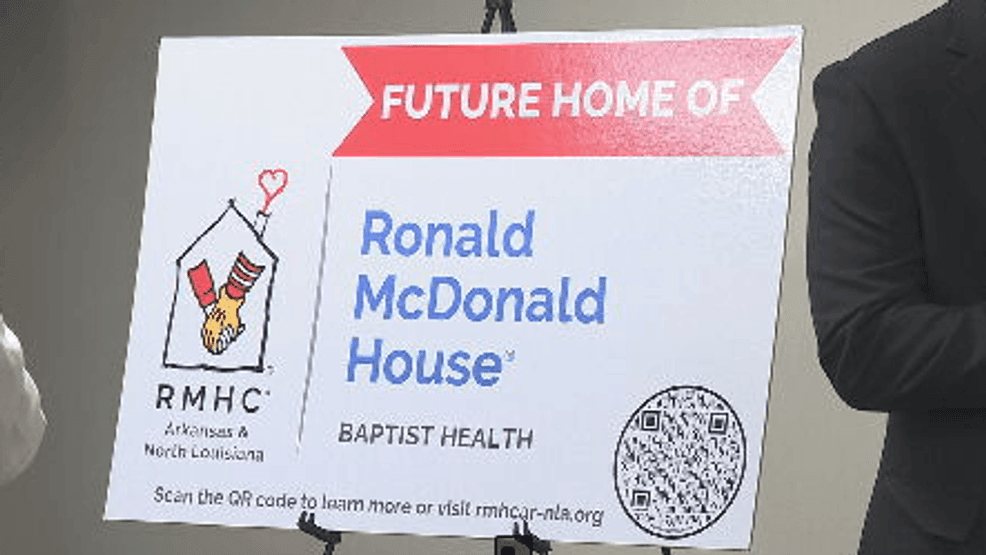 FUTURE HOME OF
Ronald
McDonald
House®
BAPTIST HEALTH
RMHC®
Arkansas &
North Louisiana
Scan the QR code to learn more or visit rmhcar-nla.org